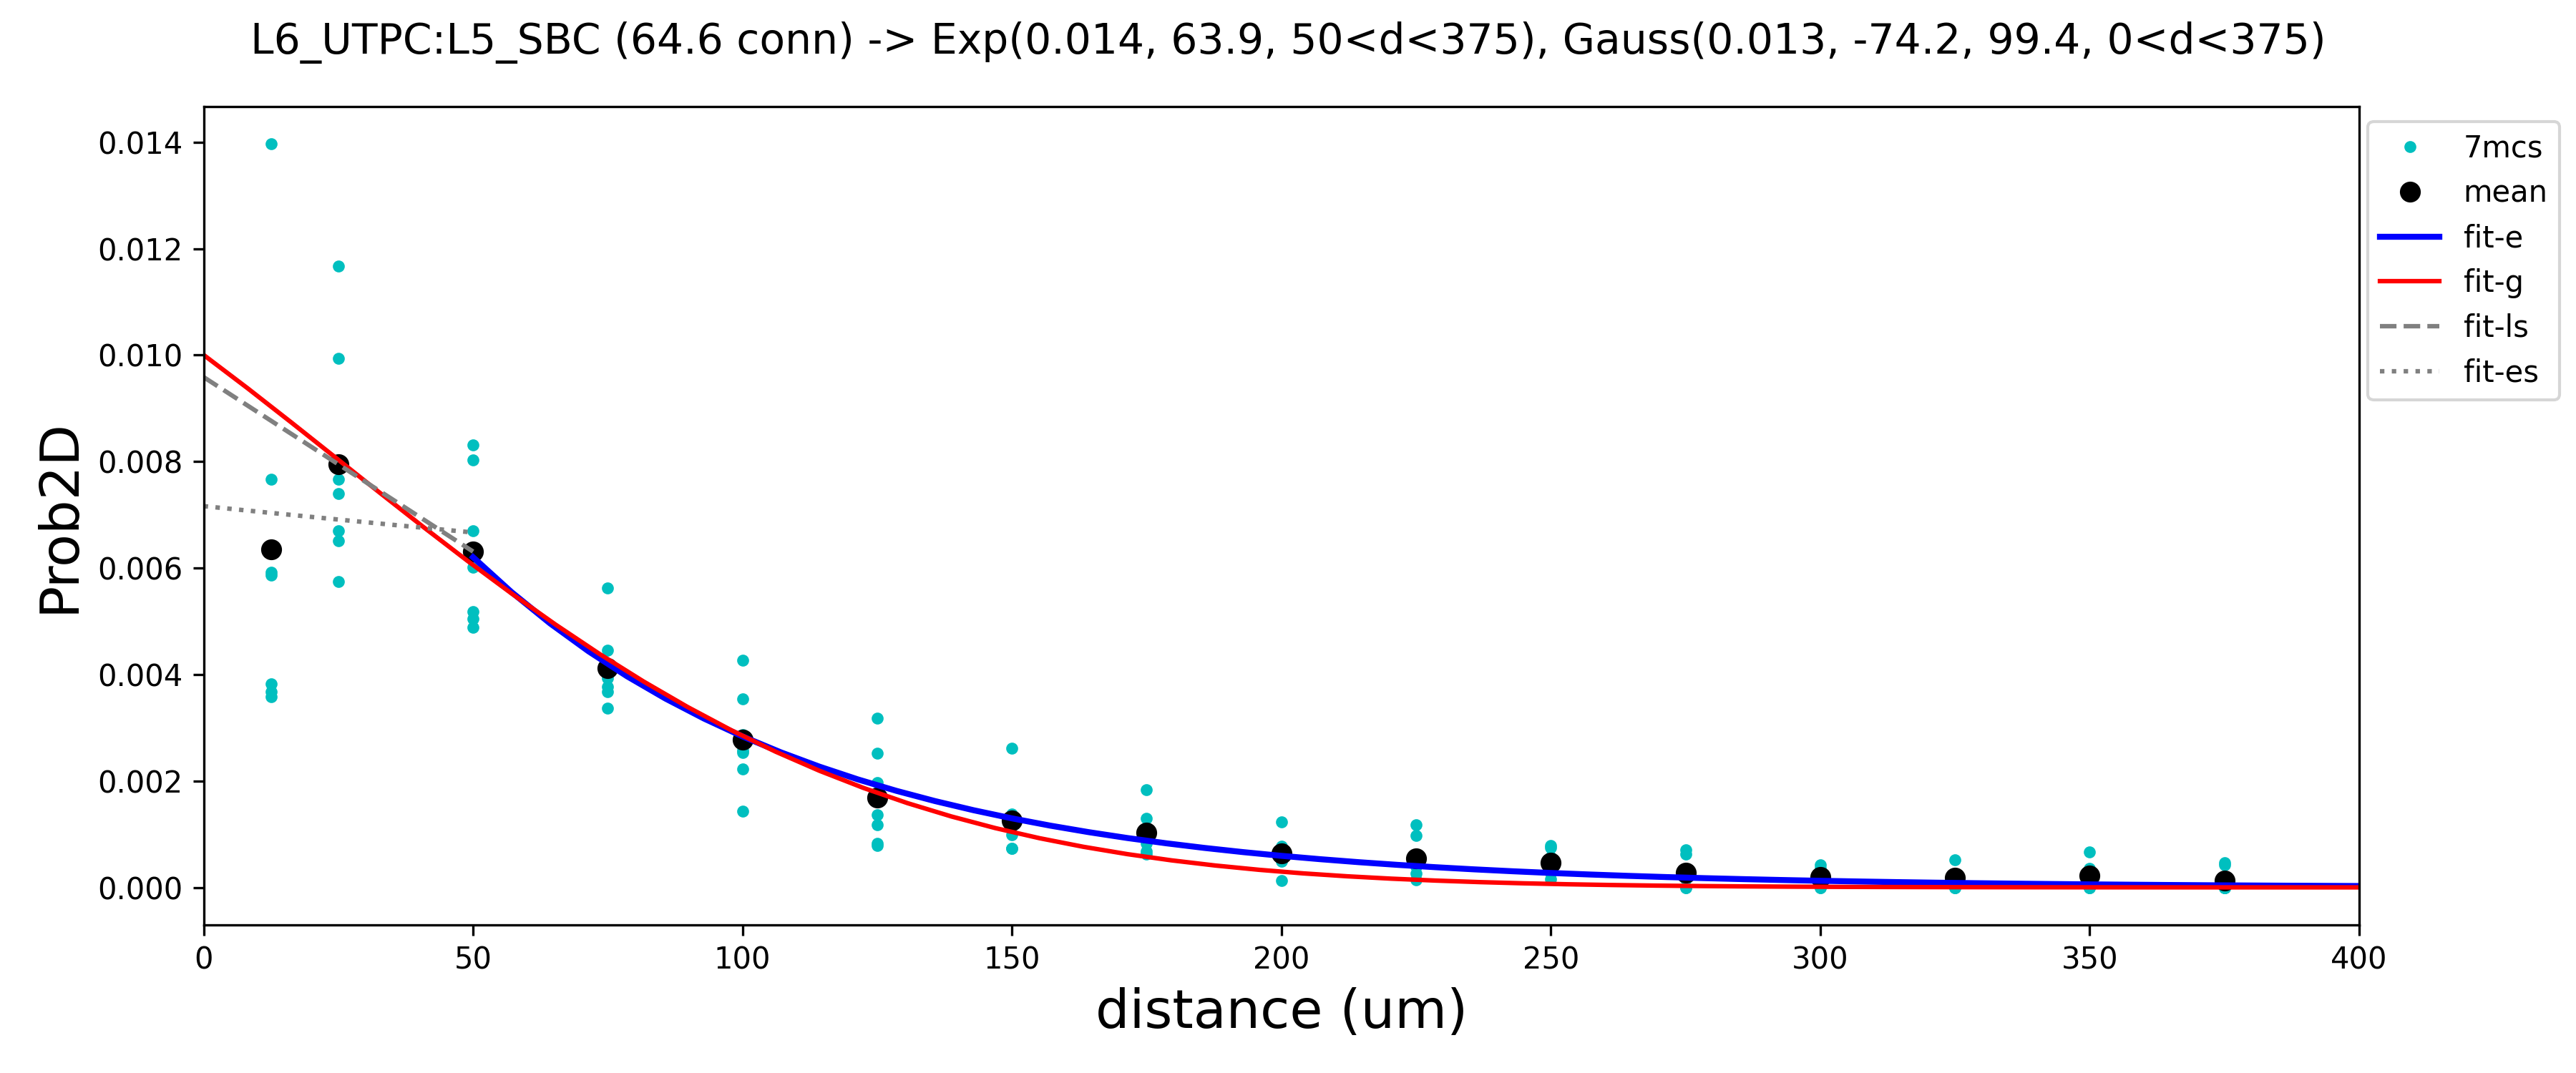 L6_UTPC:L5_SBC (64.6 conn) -> Exp(0.014, 63.9, 50<d<375), Gauss(0.013, -74.2, 99.4, 0<d<375)
0.014
0.012
0.010
0.008
0.006
0.004
0.002
0.000
Prob2D
0 50 100 150 200 250 300 350 400
distance (um)
7mcs
mean
fit-e
fit-g
fit-ls
fit-es